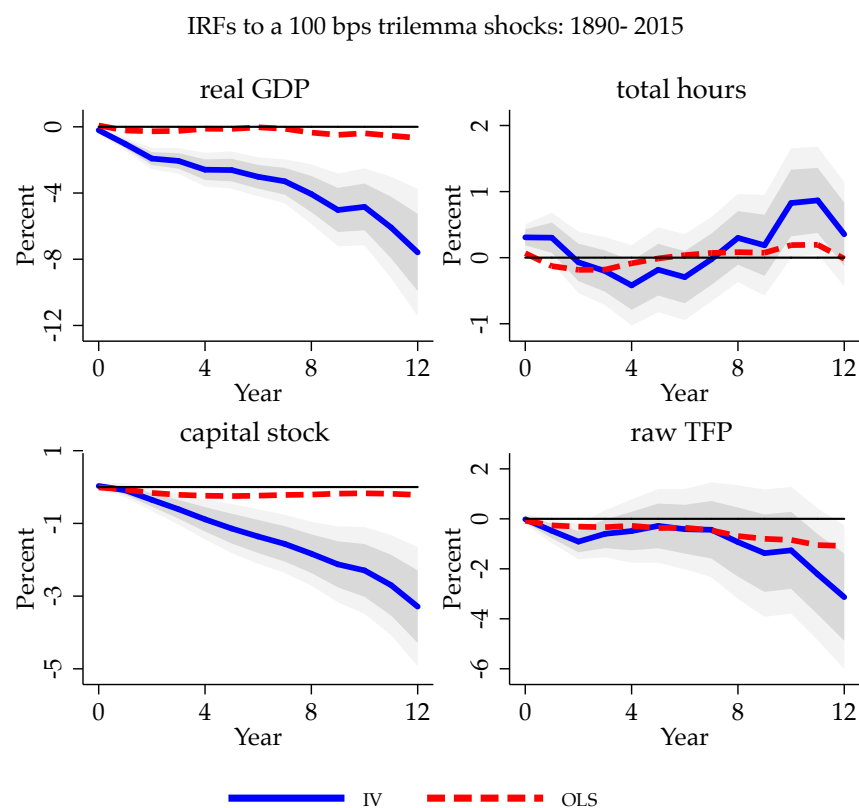 IRFs to a 100 bps trilemma shocks: 1890- 2015
real GDP
Percent
0
-4
-8
-12
0 4 8 12
Year
total hours
Percent
2
1
0
-1
0 4 8 12
Year
capital stock
Percent
1
-1
-3
-5
0 4 8 12
Year
raw TFP
Percent
2
0
-2
-4
-6
0 4 8 12
Year
IV OLS